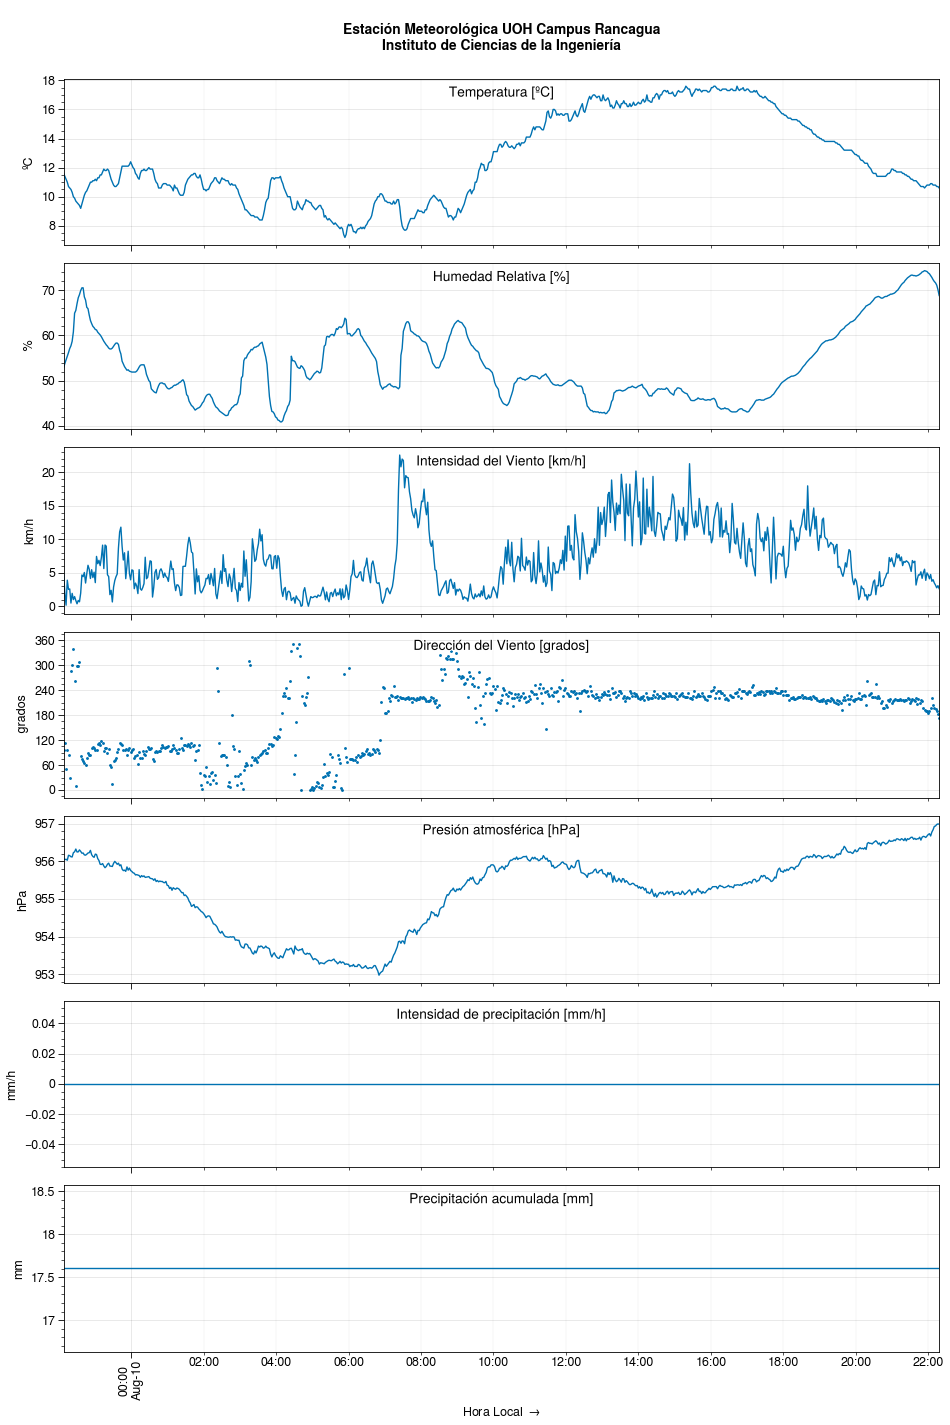 Estación Meteorológica UOH Campus Rancagua
Instituto de Ciencias de la Ingeniería
Temperatura [ºC]
ºC
18
16
14
12
10
8
Humedad Relativa [%]
%
70
60
50
40
Intensidad del Viento [km/h]
km/h
20
15
10
5
0
Dirección del Viento [grados]
grados
360
300
240
180
120
60
0
Presión atmosférica [hPa]
hPa
957
956
955
954
953
Intensidad de precipitación [mm/h]
mm/h
0.04
0.02
0
−0.02
−0.04
Precipitación acumulada [mm]
mm
18.5
18
17.5
17
00:00
Aug-10
02:00
04:00
06:00
08:00
10:00
12:00
14:00
16:00
18:00
20:00
22:00
Hora Local →